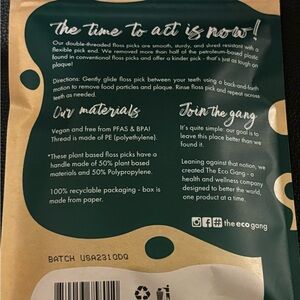 The time to act is now!
Our double-threaded floss picks are smooth, sturdy, and shred resistant with a
flexible pick end. We removed more than half of the petroleum-based plastic
found in conventional floss picks and offer a kinder pick - that's just as tough on
plaque!
Directions: Gently glide floss pick between your teeth using a back-and-forth
motion to remove food particles and plaque. Rinse floss pick and repeat across
teeth as needed.
Our materials
Vegan and free from PFAS & BPA!
Thread is made of PE (polyethylene).
*These plant based floss picks have a
handle made of 50% plant based
materials and 50% Polypropylene.
100% recyclable packaging - box is
made from paper.
Join the gang
It's quite simple: our goal is to
leave this place better than we
found it.
Leaning against that notion, we
created The Eco Gang - a
health and wellness company
designed to better the world,
one product at a time.
the eco gang
BATCH USA2310DQ